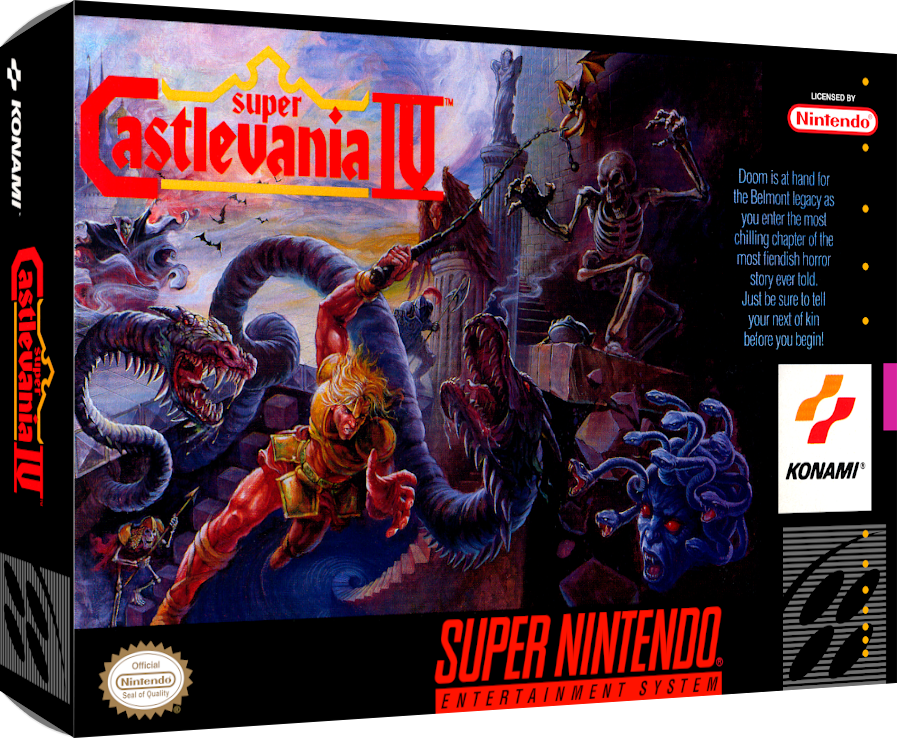 KONAMI
super
Castlevania IV
super
Castlevania IV™
LICENSED BY
Nintendo®
Doom is at hand for
the Belmont legacy as
you enter the most
chilling chapter of the
most fiendish horror
story ever told.
Just be sure to tell
your next of kin
before you begin!
KONAMI®
Official
Nintendo
Seal of Quality
®
SUPER NINTENDO®
ENTERTAINMENT SYSTEM